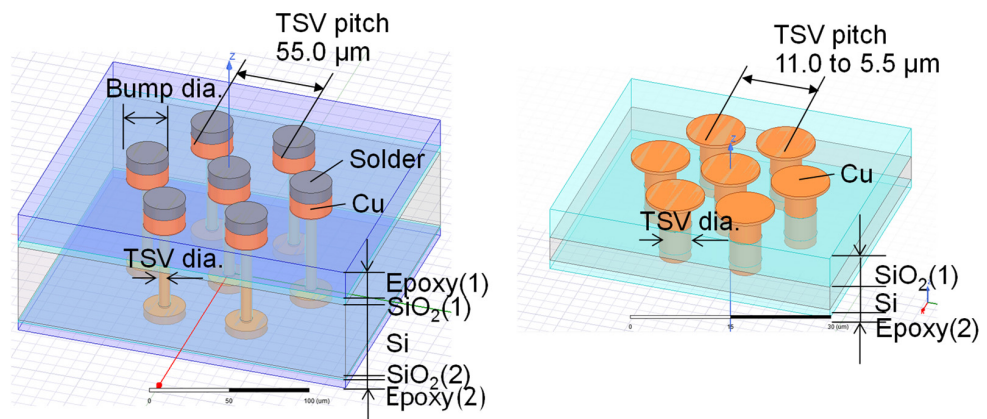 TSV pitch
55.0 µm
z
Bump dia.
Solder
Cu
TSV dia.
Epoxy(1)
SiO₂(1)
Si
SiO₂(2)
Epoxy(2)
0
50
100 (um)
TSV pitch
11.0 to 5.5 µm
z
Cu
TSV dia.
SiO₂(1)
Si
Epoxy(2)
0
15
30 (um)